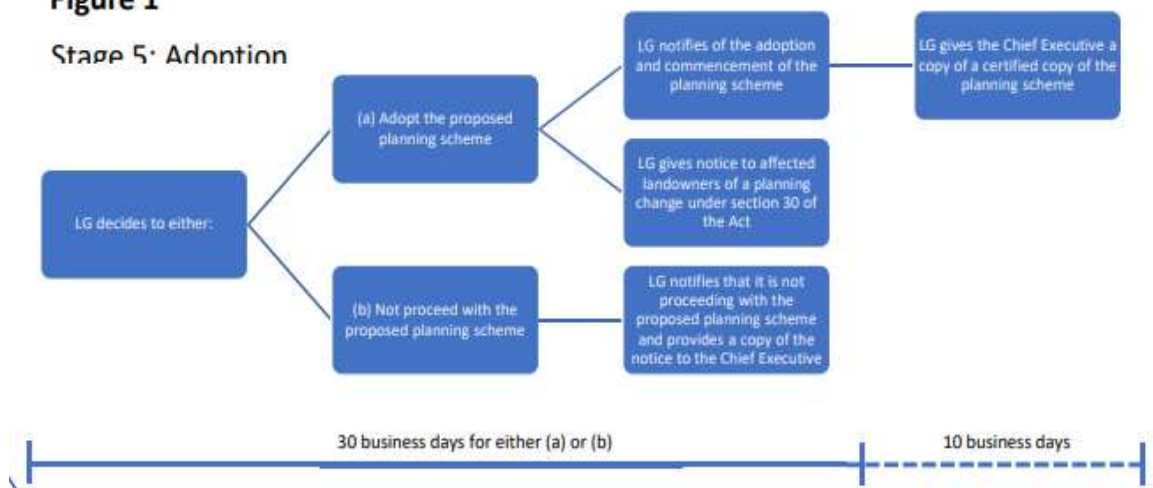 Figure 1
Stage 5: Adoption
LG notifies of the adoption
and commencement of the
planning scheme
LG gives the Chief Executive a
copy of a certified copy of the
planning scheme
(a) Adopt the proposed
planning scheme
LG gives notice to affected
landowners of a planning
change under section 30 of
the Act
LG decides to either:
(b) Not proceed with the
proposed planning scheme
LG notifies that it is not
proceeding with the
proposed planning scheme
and provides a copy of the
notice to the Chief Executive
30 business days for either (a) or (b)
10 business days